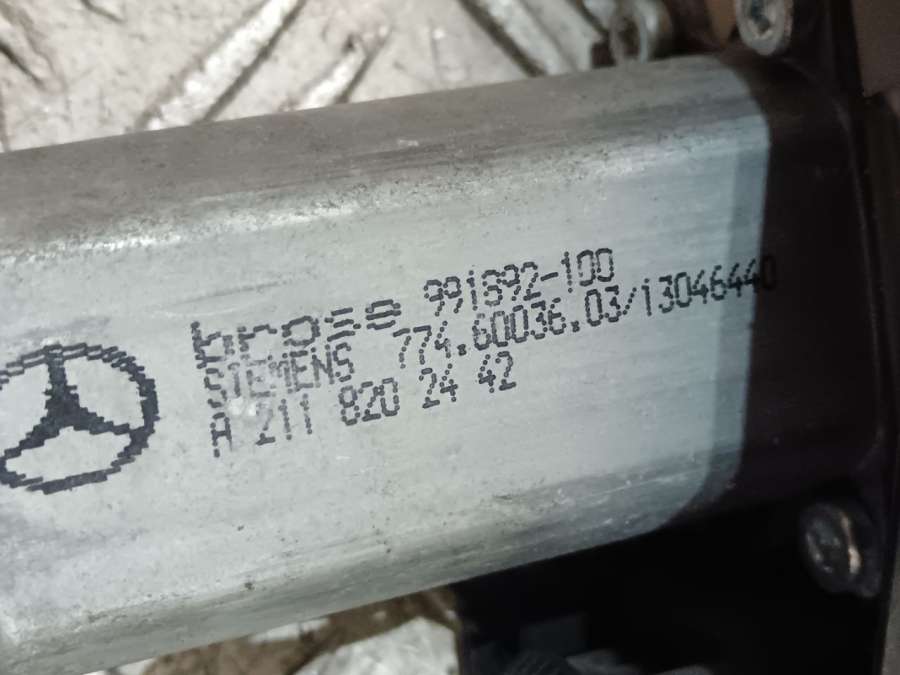 brose 991692-100
SIEMENS 774.60036.03/13046440
A 211 820 24 42